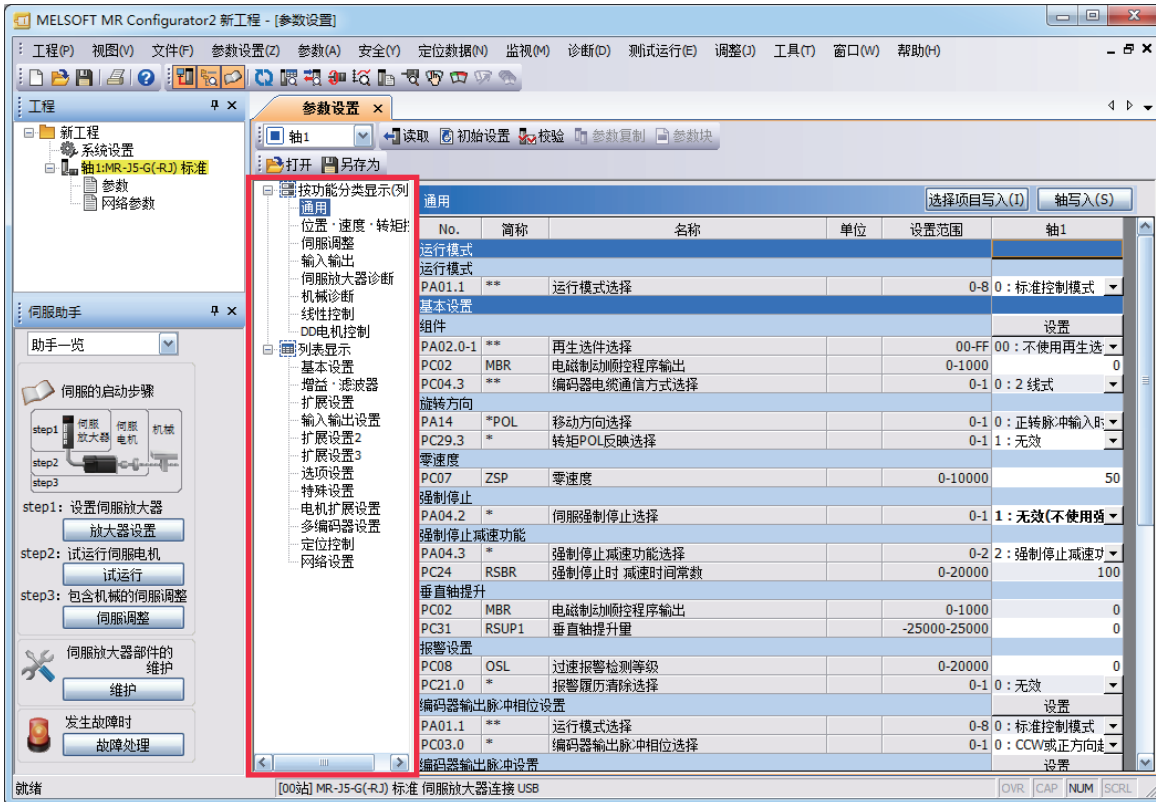 MELSOFT MR Configurator2 新工程 - [参数设置]
工程(P) 视图(V) 文件(F) 参数设置(Z) 参数(A) 安全(Y) 定位数据(N) 监视(M) 诊断(D) 测试运行(E) 调整(J) 工具(T) 窗口(W) 帮助(H)
工程
新工程
系统设置
轴1:MR-J5-G(-RJ) 标准
参数
网络参数
伺服助手
助手一览
伺服的启动步骤
step1 伺服放大器 伺服电机 机械
step2
step3
step1: 设置伺服放大器
放大器设置
step2: 试运行伺服电机
试运行
step3: 包含机械的伺服调整
伺服调整
伺服放大器部件的
维护
维护
发生故障时
故障处理
参数设置
轴1 读取 初始设置 校验 参数复制 参数块
打开 另存为
按功能分类显示(列
通用
位置·速度·转矩
伺服调整
输入输出
伺服放大器诊断
机械诊断
线性控制
DD电机控制
列表显示
基本设置
增益·滤波器
扩展设置
输入输出设置
扩展设置2
扩展设置3
选项设置
特殊设置
电机扩展设置
多编码器设置
定位控制
网络设置
通用 选择项目写入(I) 轴写入(S)
No. 简称 名称 单位 设置范围 轴1
运行模式
运行模式
PA01.1 ** 运行模式选择 0-8 0：标准控制模式
基本设置
组件 设置
PA02.0-1 ** 再生选件选择 00-FF 00：不使用再生选
PC02 MBR 电磁制动顺控程序输出 0-1000 0
PC04.3 ** 编码器电缆通信方式选择 0-1 0：2 线式
旋转方向
PA14 *POL 移动方向选择 0-1 0：正转脉冲输入时
PC29.3 * 转矩POL反映选择 0-1 1：无效
零速度
PC07 ZSP 零速度 0-10000 50
强制停止
PA04.2 * 伺服强制停止选择 0-1 1：无效(不使用强
强制停止减速功能
PA04.3 * 强制停止减速功能选择 0-2 2：强制停止减速功
PC24 RSBR 强制停止时 减速时间常数 0-20000 100
垂直轴提升
PC02 MBR 电磁制动顺控程序输出 0-1000 0
PC31 RSUP1 垂直轴提升量 -25000-25000 0
报警设置
PC08 OSL 过速报警检测等级 0-20000 0
PC21.0 * 报警履历清除选择 0-1 0：无效
编码器输出脉冲相位设置 设置
PA01.1 ** 运行模式选择 0-8 0：标准控制模式
PC03.0 * 编码器输出脉冲相位选择 0-1 0：CCW或正方向
编码器输出脉冲设置 设置
就绪 [00站] MR-J5-G(-RJ) 标准 伺服放大器连接 USB OVR CAP NUM SCRL